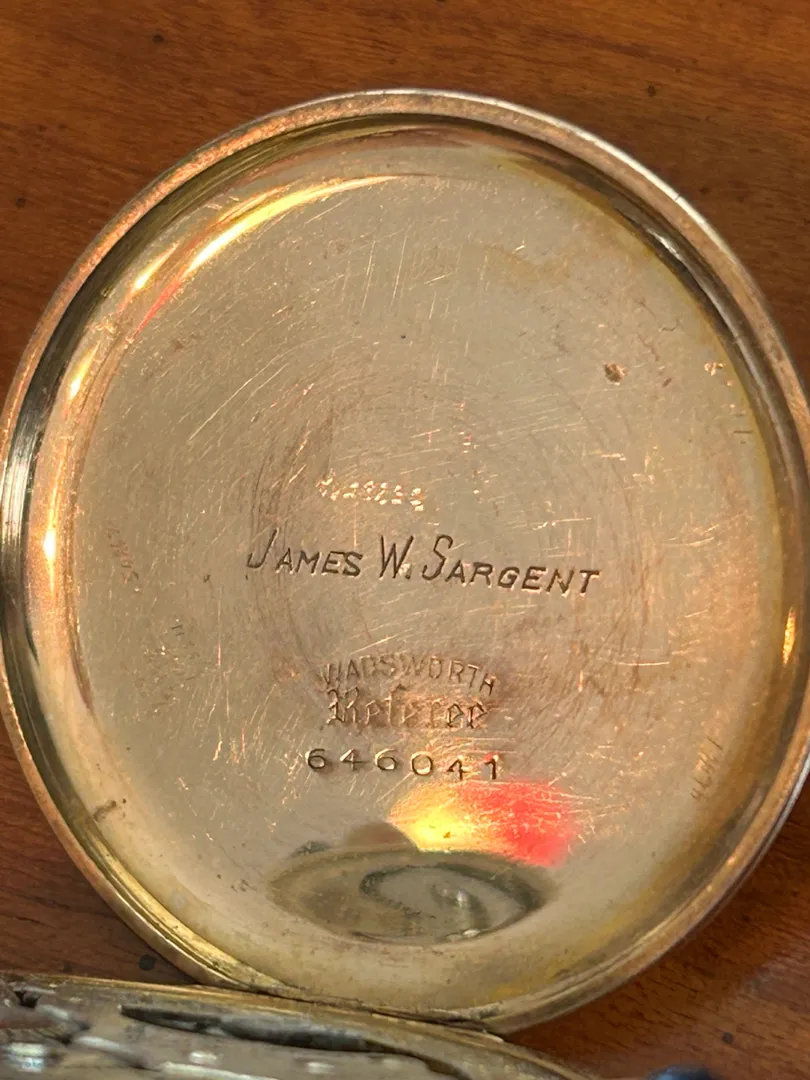 JAMES W. SARGENT
WADSWORTH
Referee
646041